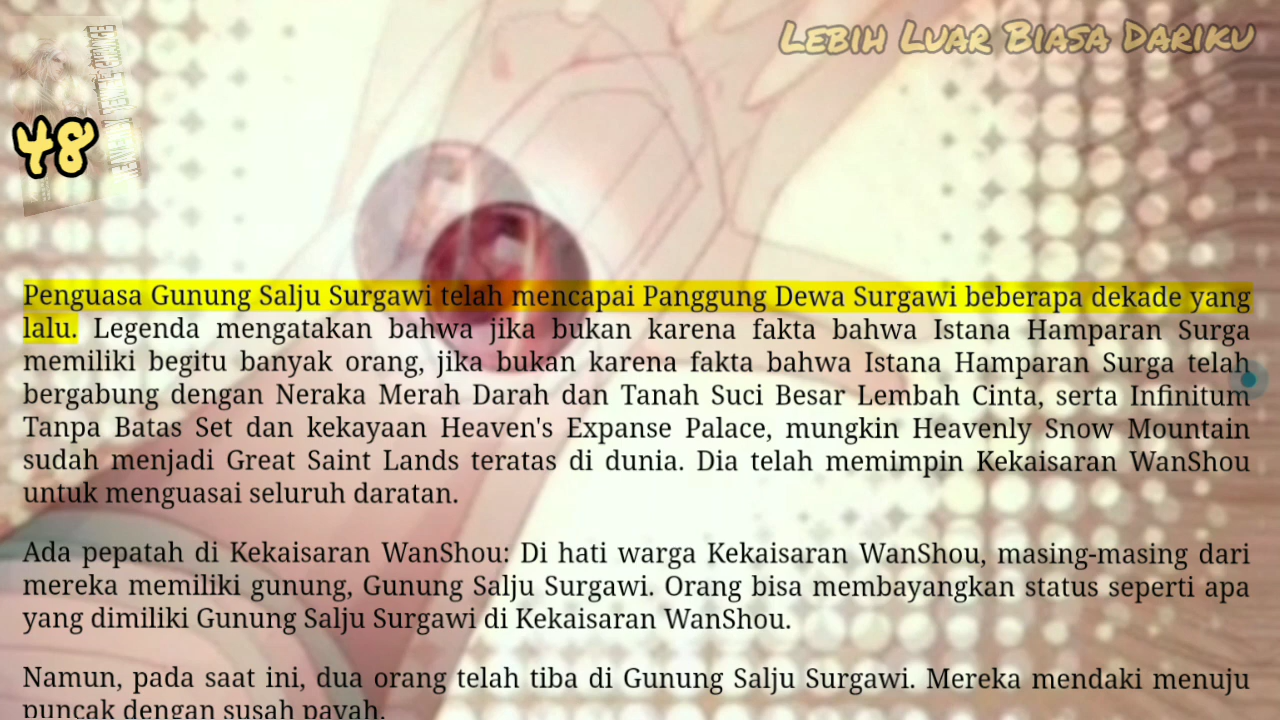 Lebih Luar Biasa Dariku
48
Penguasa Gunung Salju Surgawi telah mencapai Panggung Dewa Surgawi beberapa dekade yang
lalu. Legenda mengatakan bahwa jika bukan karena fakta bahwa Istana Hamparan Surga
memiliki begitu banyak orang, jika bukan karena fakta bahwa Istana Hamparan Surga telah
bergabung dengan Neraka Merah Darah dan Tanah Suci Besar Lembah Cinta, serta Infinitum
Tanpa Batas Set dan kekayaan Heaven's Expanse Palace, mungkin Heavenly Snow Mountain
sudah menjadi Great Saint Lands teratas di dunia. Dia telah memimpin Kekaisaran WanShou
untuk menguasai seluruh daratan.
Ada pepatah di Kekaisaran WanShou: Di hati warga Kekaisaran WanShou, masing-masing dari
mereka memiliki gunung, Gunung Salju Surgawi. Orang bisa membayangkan status seperti apa
yang dimiliki Gunung Salju Surgawi di Kekaisaran WanShou.
Namun, pada saat ini, dua orang telah tiba di Gunung Salju Surgawi. Mereka mendaki menuju
puncak dengan susah payah.